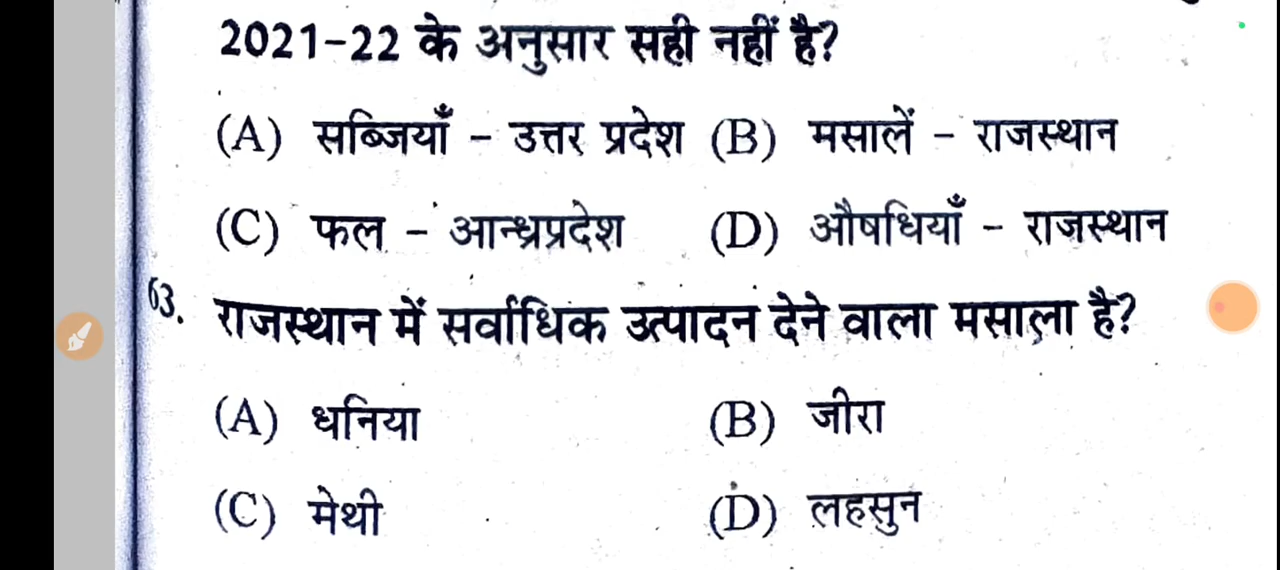 2021-22 के अनुसार सही नहीं है?
(A) सब्जियाँ - उत्तर प्रदेश (B) मसालें - राजस्थान
(C) फल - आन्ध्रप्रदेश (D) औषधियाँ - राजस्थान
63. राजस्थान में सर्वाधिक उत्पादन देने वाला मसाला है?
(A) धनिया (B) जीरा
(C) मेथी (D) लहसुन